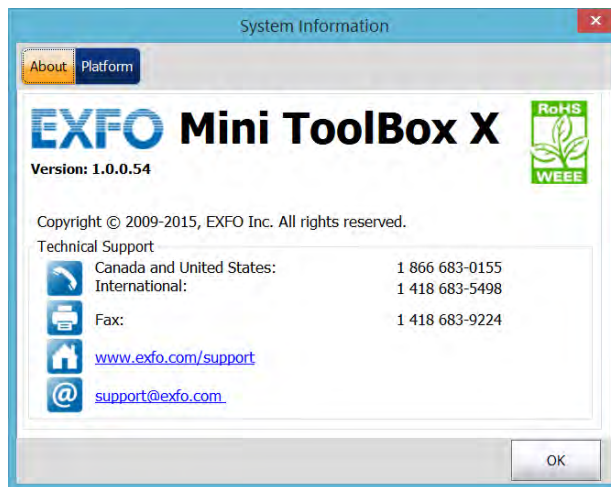 System Information
x
About Platform
EXFO Mini ToolBox X
RoHS
WEEE
Version: 1.0.0.54
Copyright © 2009-2015, EXFO Inc. All rights reserved.
Technical Support
Canada and United States: 1 866 683-0155
International: 1 418 683-5498
Fax: 1 418 683-9224
www.exfo.com/support
@ support@exfo.com
OK